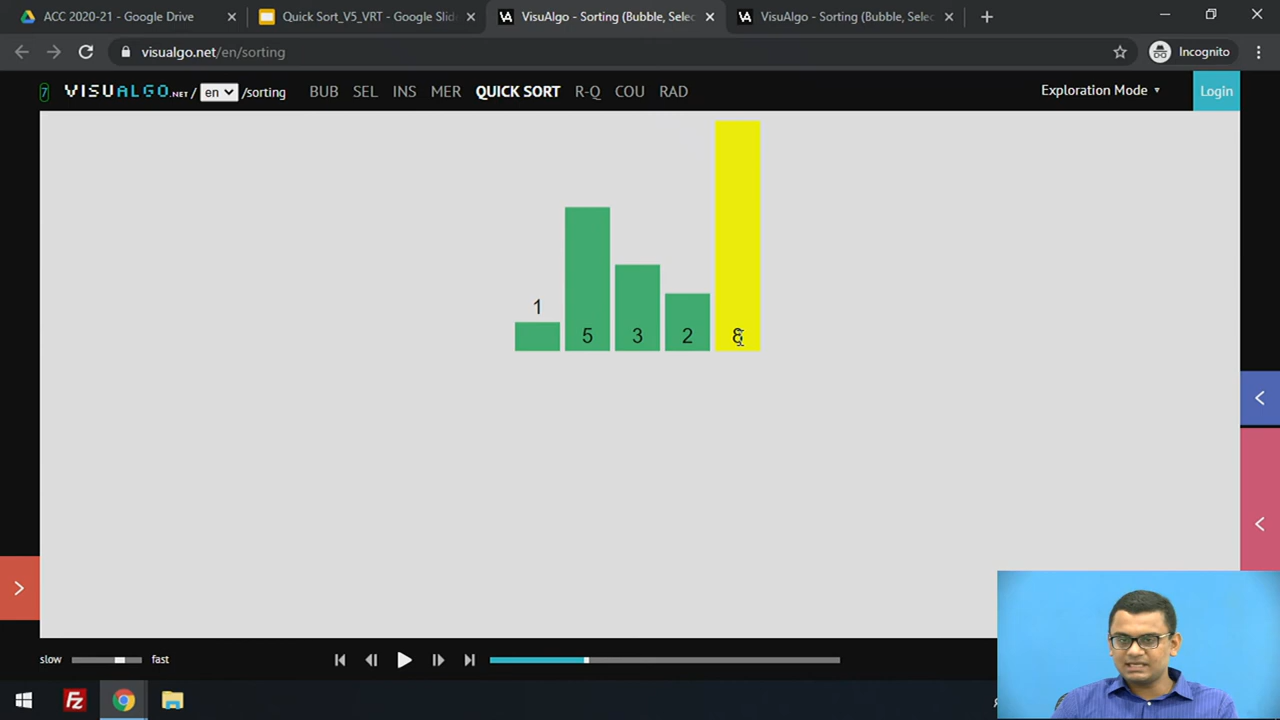 ACC 2020-21 - Google Drive
Quick Sort_V5_VRT - Google Slid
VisuAlgo - Sorting (Bubble, Selec
VisuAlgo - Sorting (Bubble, Selec
visualgo.net/en/sorting
Incognito
7 VISUALGO.NET / en /sorting BUB SEL INS MER QUICK SORT R-Q COU RAD Exploration Mode Login
1
5 3 2 8
slow fast